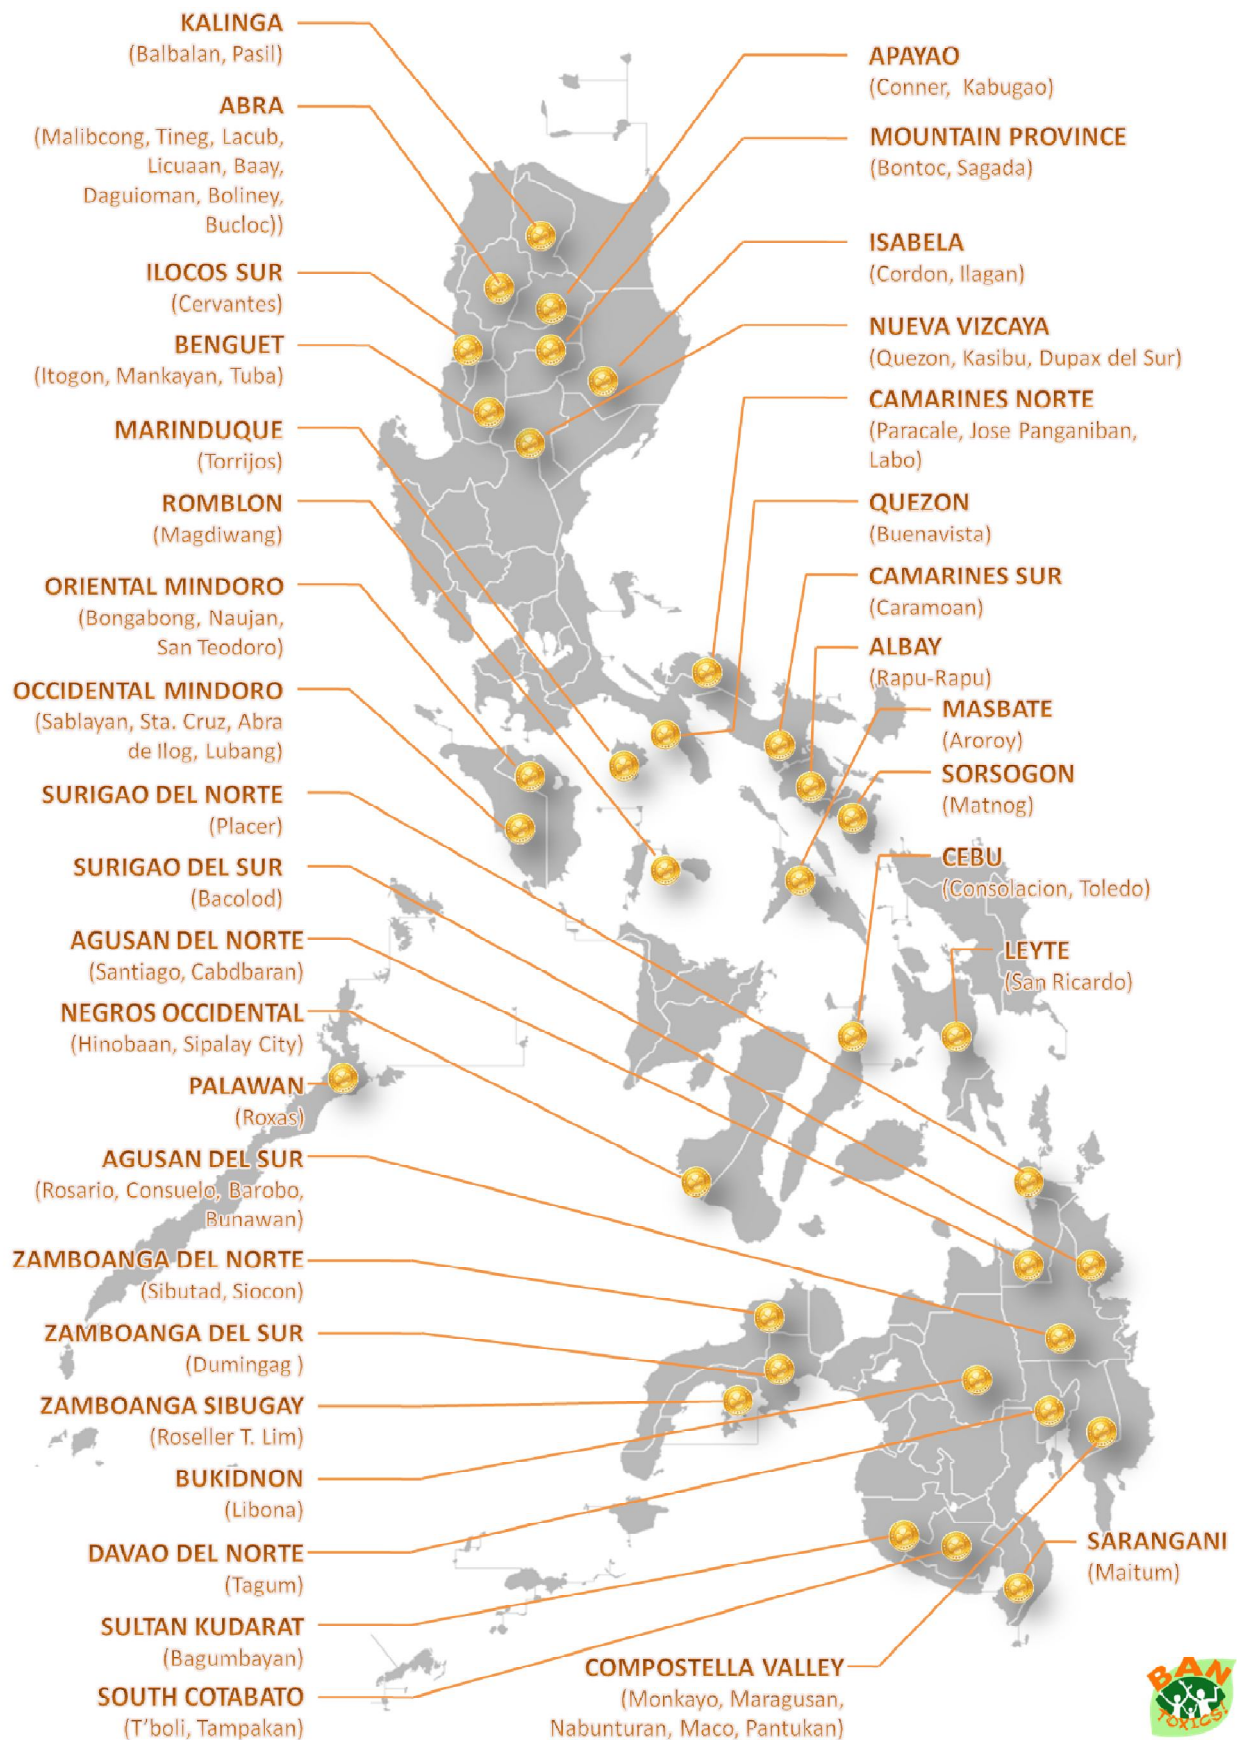 KALINGA
(Balbalan, Pasil)
ABRA
(Malibcong, Tineg, Lacub,
Licuaan, Baay,
Daguioman, Boliney,
Bucloc))
ILOCOS SUR
(Cervantes)
BENGUET
(Itogon, Mankayan, Tuba)
MARINDUQUE
(Torrijos)
ROMBLON
(Magdiwang)
ORIENTAL MINDORO
(Bongabong, Naujan,
San Teodoro)
OCCIDENTAL MINDORO
(Sablayan, Sta. Cruz, Abra
de Ilog, Lubang)
SURIGAO DEL NORTE
(Placer)
SURIGAO DEL SUR
(Bacolod)
AGUSAN DEL NORTE
(Santiago, Cabdbaran)
NEGROS OCCIDENTAL
(Hinobaan, Sipalay City)
PALAWAN
(Roxas)
AGUSAN DEL SUR
(Rosario, Consuelo, Barobo,
Bunawan)
ZAMBOANGA DEL NORTE
(Sibutad, Siocon)
ZAMBOANGA DEL SUR
(Dumingag )
ZAMBOANGA SIBUGAY
(Roseller T. Lim)
BUKIDNON
(Libona)
DAVAO DEL NORTE
(Tagum)
SULTAN KUDARAT
(Bagumbayan)
SOUTH COTABATO
(T'boli, Tampakan)
APAYAO
(Conner, Kabugao)
MOUNTAIN PROVINCE
(Bontoc, Sagada)
ISABELA
(Cordon, Ilagan)
NUEVA VIZCAYA
(Quezon, Kasibu, Dupax del Sur)
CAMARINES NORTE
(Paracale, Jose Panganiban,
Labo)
QUEZON
(Buenavista)
CAMARINES SUR
(Caramoan)
ALBAY
(Rapu-Rapu)
MASBATE
(Aroroy)
SORSOGON
(Matnog)
CEBU
(Consolacion, Toledo)
LEYTE
(San Ricardo)
SARANGANI
(Maitum)
COMPOSTELLA VALLEY
(Monkayo, Maragusan,
Nabunturan, Maco, Pantukan)
BAN
TOXICS!